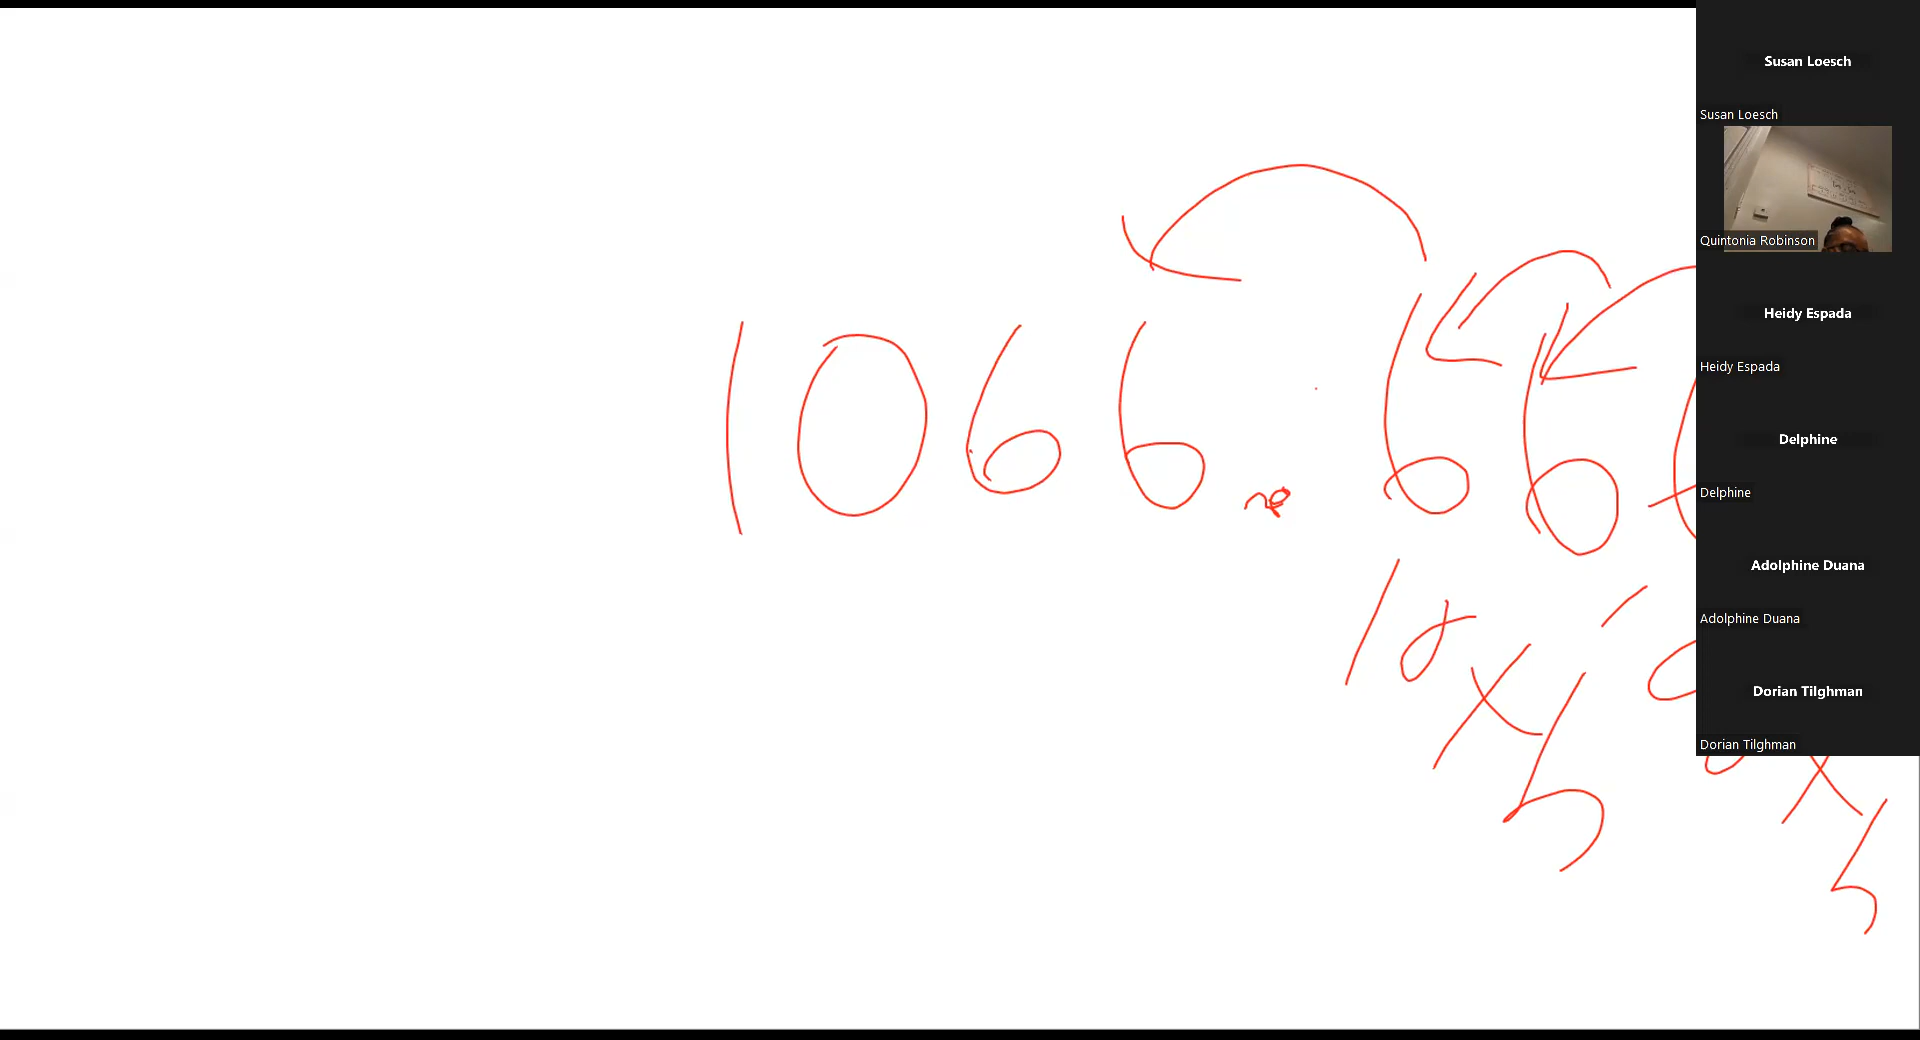 1066.66
10ths
Susan Loesch
Susan Loesch
Quintonia Robinson
Heidy Espada
Heidy Espada
Delphine
Delphine
Adolphine Duana
Adolphine Duana
Dorian Tilghman
Dorian Tilghman